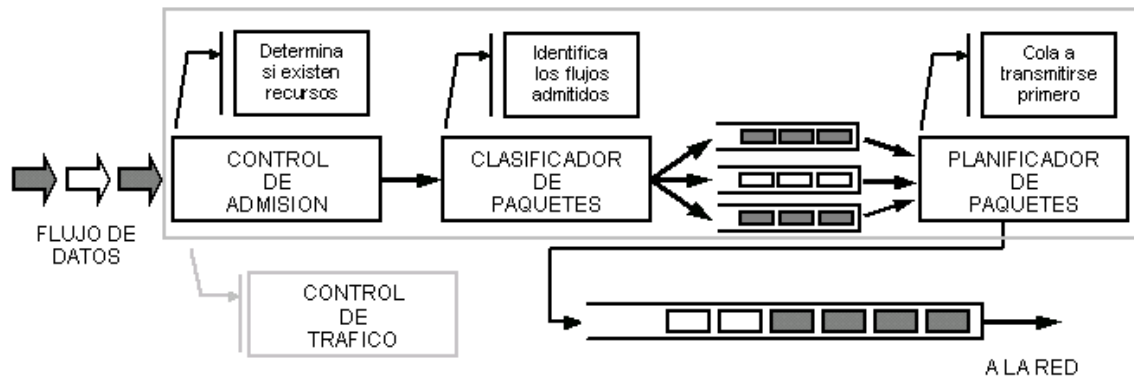 Determina
si existen
recursos
Identifica
los flujos
admitidos
Cola a
transmitirse
primero
CONTROL
DE
ADMISION
CLASIFICADOR
DE
PAQUETES
PLANIFICADOR
DE
PAQUETES
FLUJO DE
DATOS
CONTROL
DE
TRAFICO
A LA RED